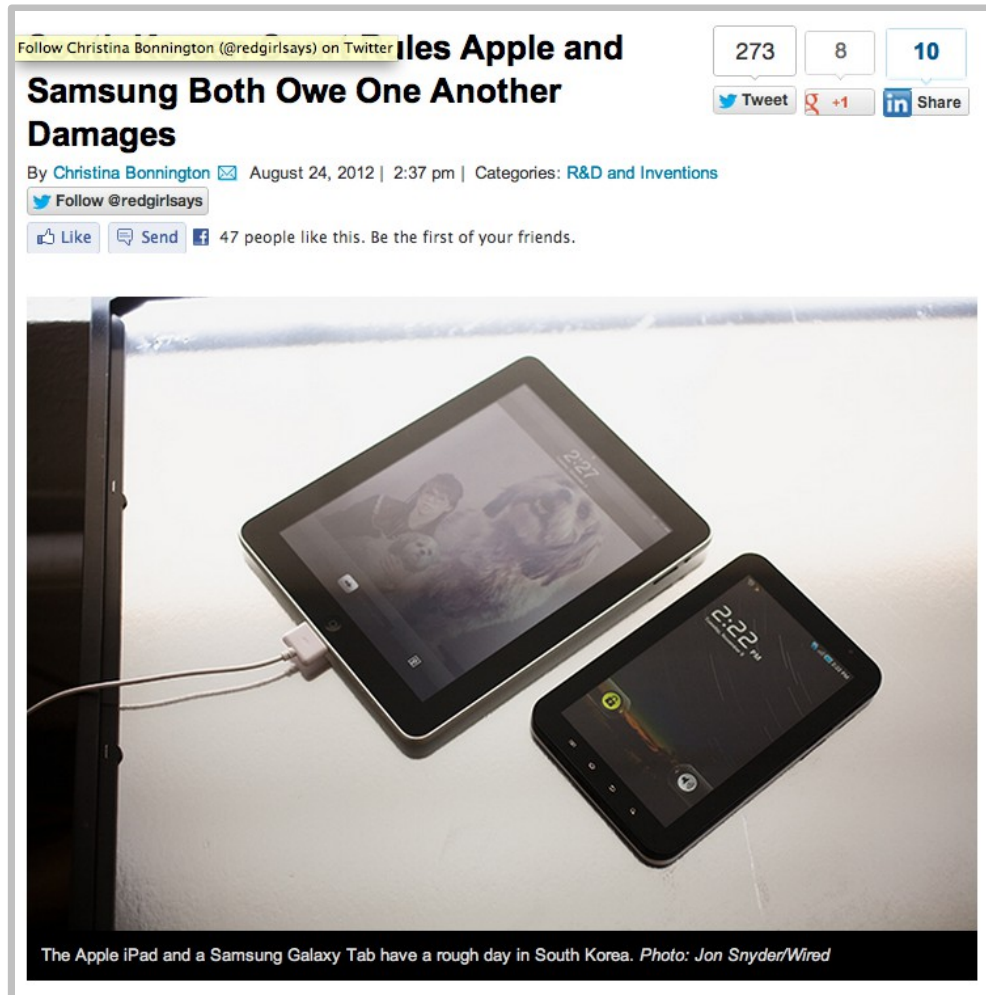 Follow Christina Bonnington (@redgirlsays) on Twitter
Rules Apple and
Samsung Both Owe One Another
Damages
273
8
10
Tweet
+1
in Share
By Christina Bonnington August 24, 2012 | 2:37 pm | Categories: R&D and Inventions
Follow @redgirlsays
Like Send f 47 people like this. Be the first of your friends.
2:27
2:22 PM
The Apple iPad and a Samsung Galaxy Tab have a rough day in South Korea. Photo: Jon Snyder/Wired